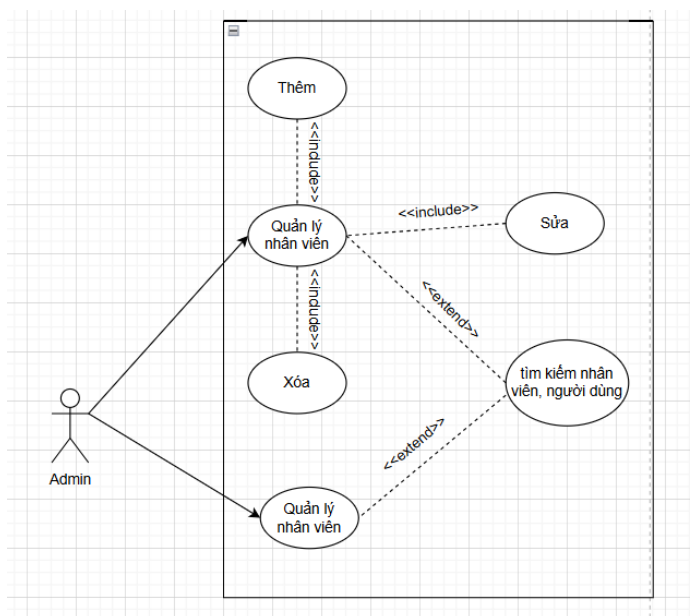 Thêm
<<include>>
Quản lý
nhân viên
<<include>>
Sửa
<<include>>
<<extend>>
Xóa
tìm kiếm nhân
viên, người dùng
<<extend>>
Admin
Quản lý
nhân viên